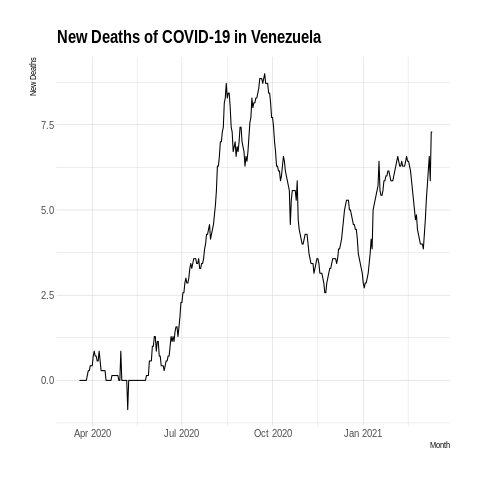 New Deaths of COVID-19 in Venezuela
New Deaths
7.5
5.0
2.5
0.0
Apr 2020 Jul 2020 Oct 2020 Jan 2021
Month